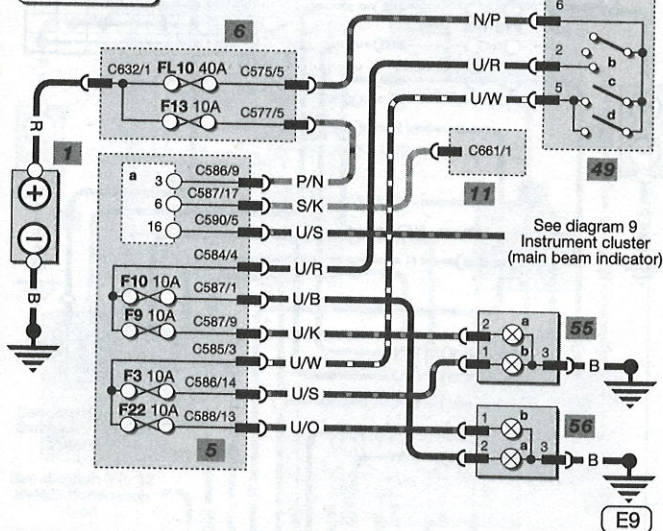 6
N/P
6
C632/1
FL10 40A
C575/5
U/R
2
b
F13 10A
C577/5
c
U/W
5
d
R
1
C661/1
a
3
C586/9
P/N
49
6
C587/17
S/K
11
16
C590/5
U/S
See diagram 9
Instrument cluster
(main beam indicator)
C584/4
U/R
F10 10A
C587/1
U/B
B
F9 10A
C587/9
U/K
2
a
55
C585/3
U/W
1
b
3
B
F3 10A
C586/14
U/S
F22 10A
C588/13
U/O
1
b
56
5
2
a
3
B
E9